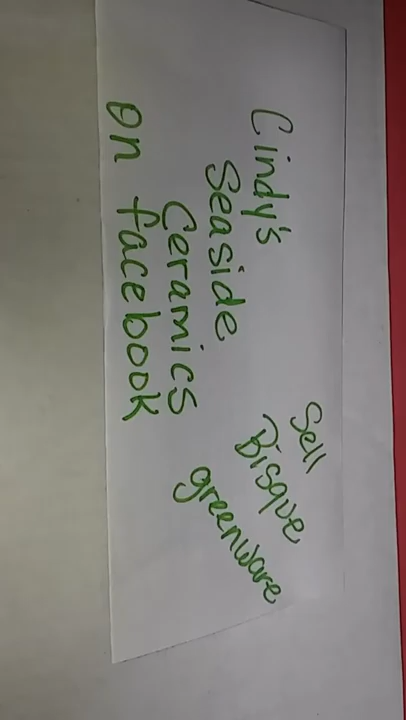 Cindy's
Seaside
Ceramics
on facebook
Sell
Bisque
greenware